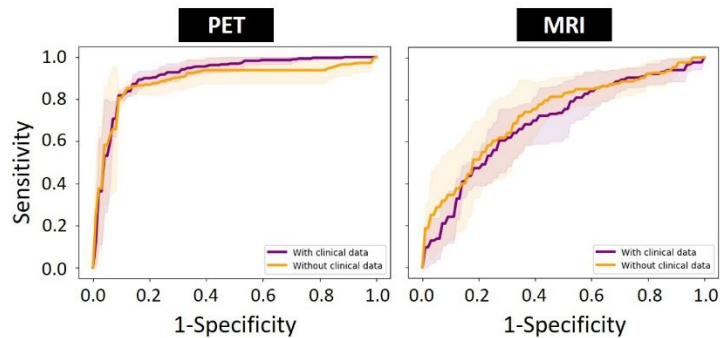 PET
MRI
Sensitivity
1.0
0.8
0.6
0.4
0.2
0.0
With clinical data
Without clinical data
0.0 0.2 0.4 0.6 0.8 1.0
1-Specificity
With clinical data
Without clinical data
0.0 0.2 0.4 0.6 0.8 1.0
1-Specificity